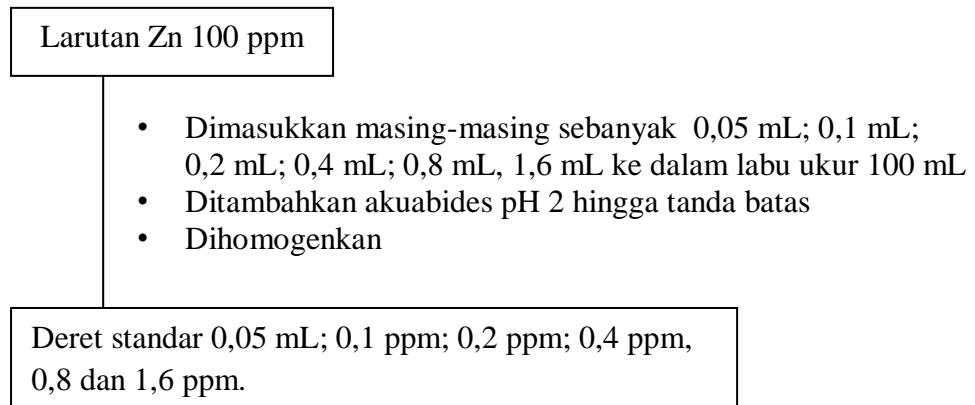 Larutan Zn 100 ppm
• Dimasukkan masing-masing sebanyak 0,05 mL; 0,1 mL;
0,2 mL; 0,4 mL; 0,8 mL, 1,6 mL ke dalam labu ukur 100 mL
• Ditambahkan akuabides pH 2 hingga tanda batas
• Dihomogenkan
Deret standar 0,05 mL; 0,1 ppm; 0,2 ppm; 0,4 ppm,
0,8 dan 1,6 ppm.